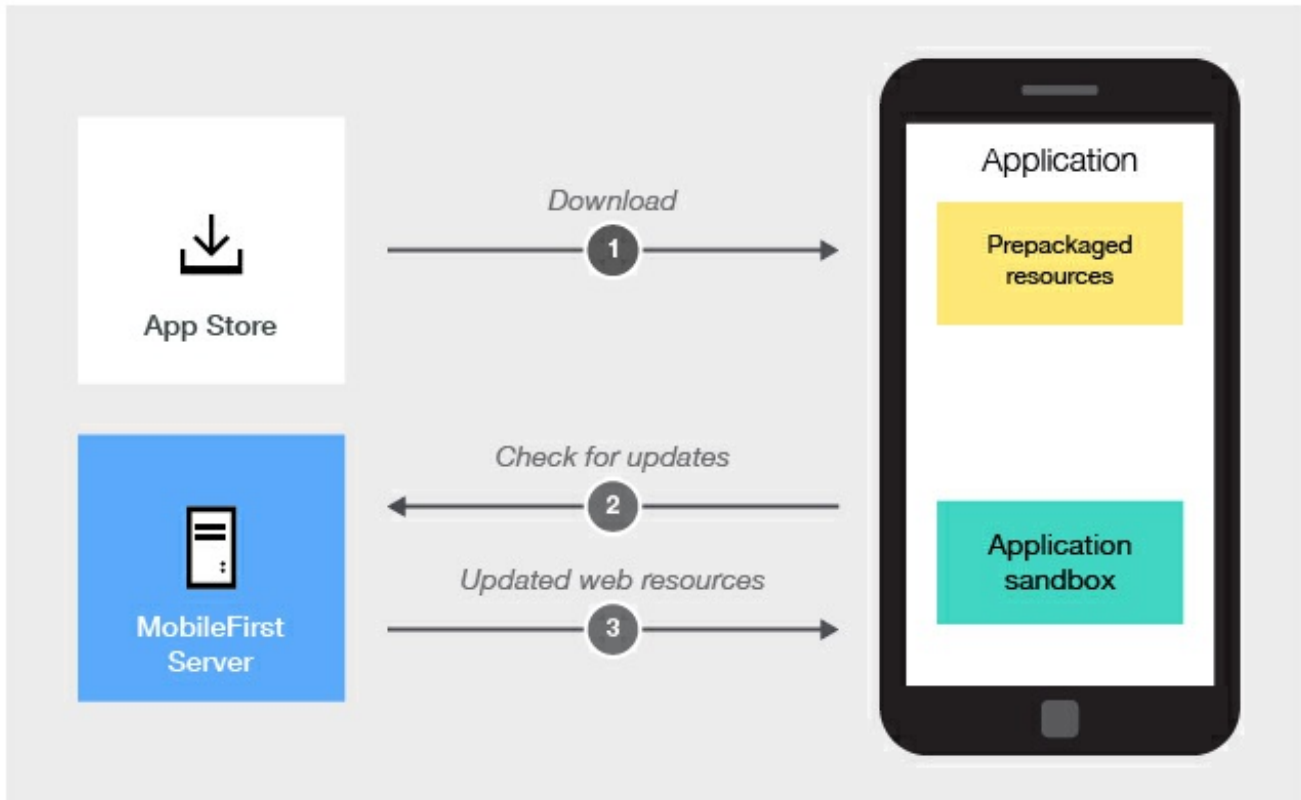 App Store
MobileFirst
Server
Download
1
Check for updates
2
Updated web resources
3
Application
Prepackaged
resources
Application
sandbox